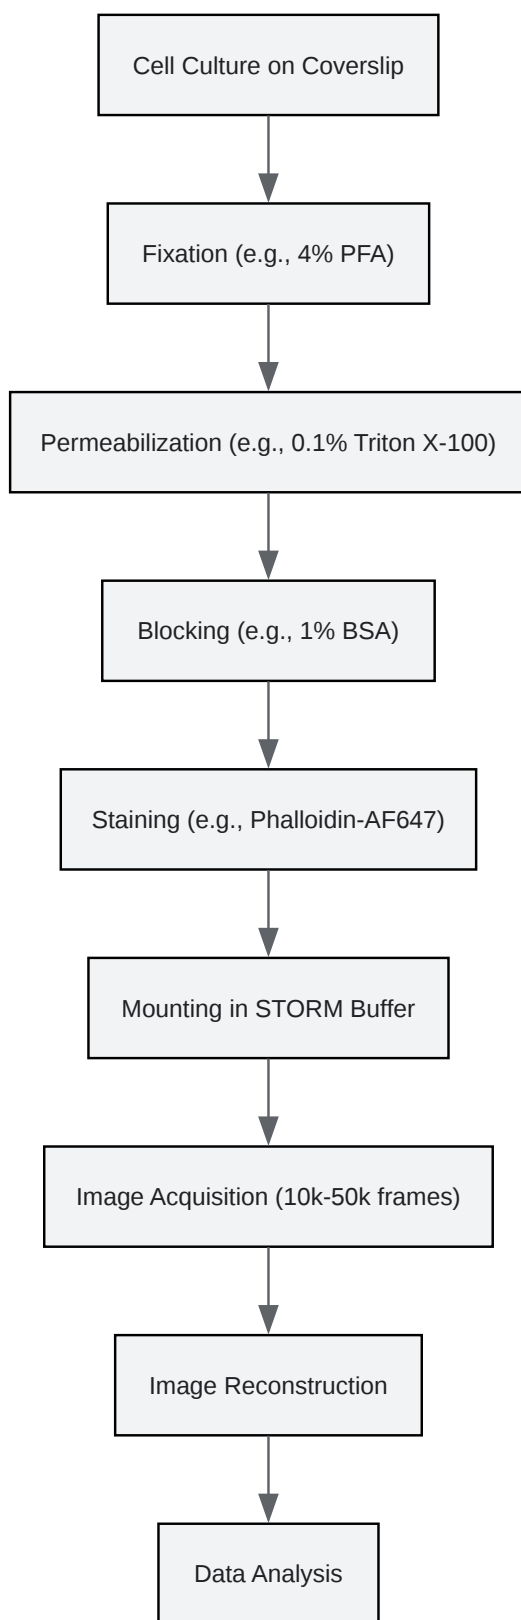 Cell Culture on Coverslip
Fixation (e.g., 4% PFA)
Permeabilization (e.g., 0.1% Triton X-100)
Blocking (e.g., 1% BSA)
Staining (e.g., Phalloidin-AF647)
Mounting in STORM Buffer
Image Acquisition (10k-50k frames)
Image Reconstruction
Data Analysis